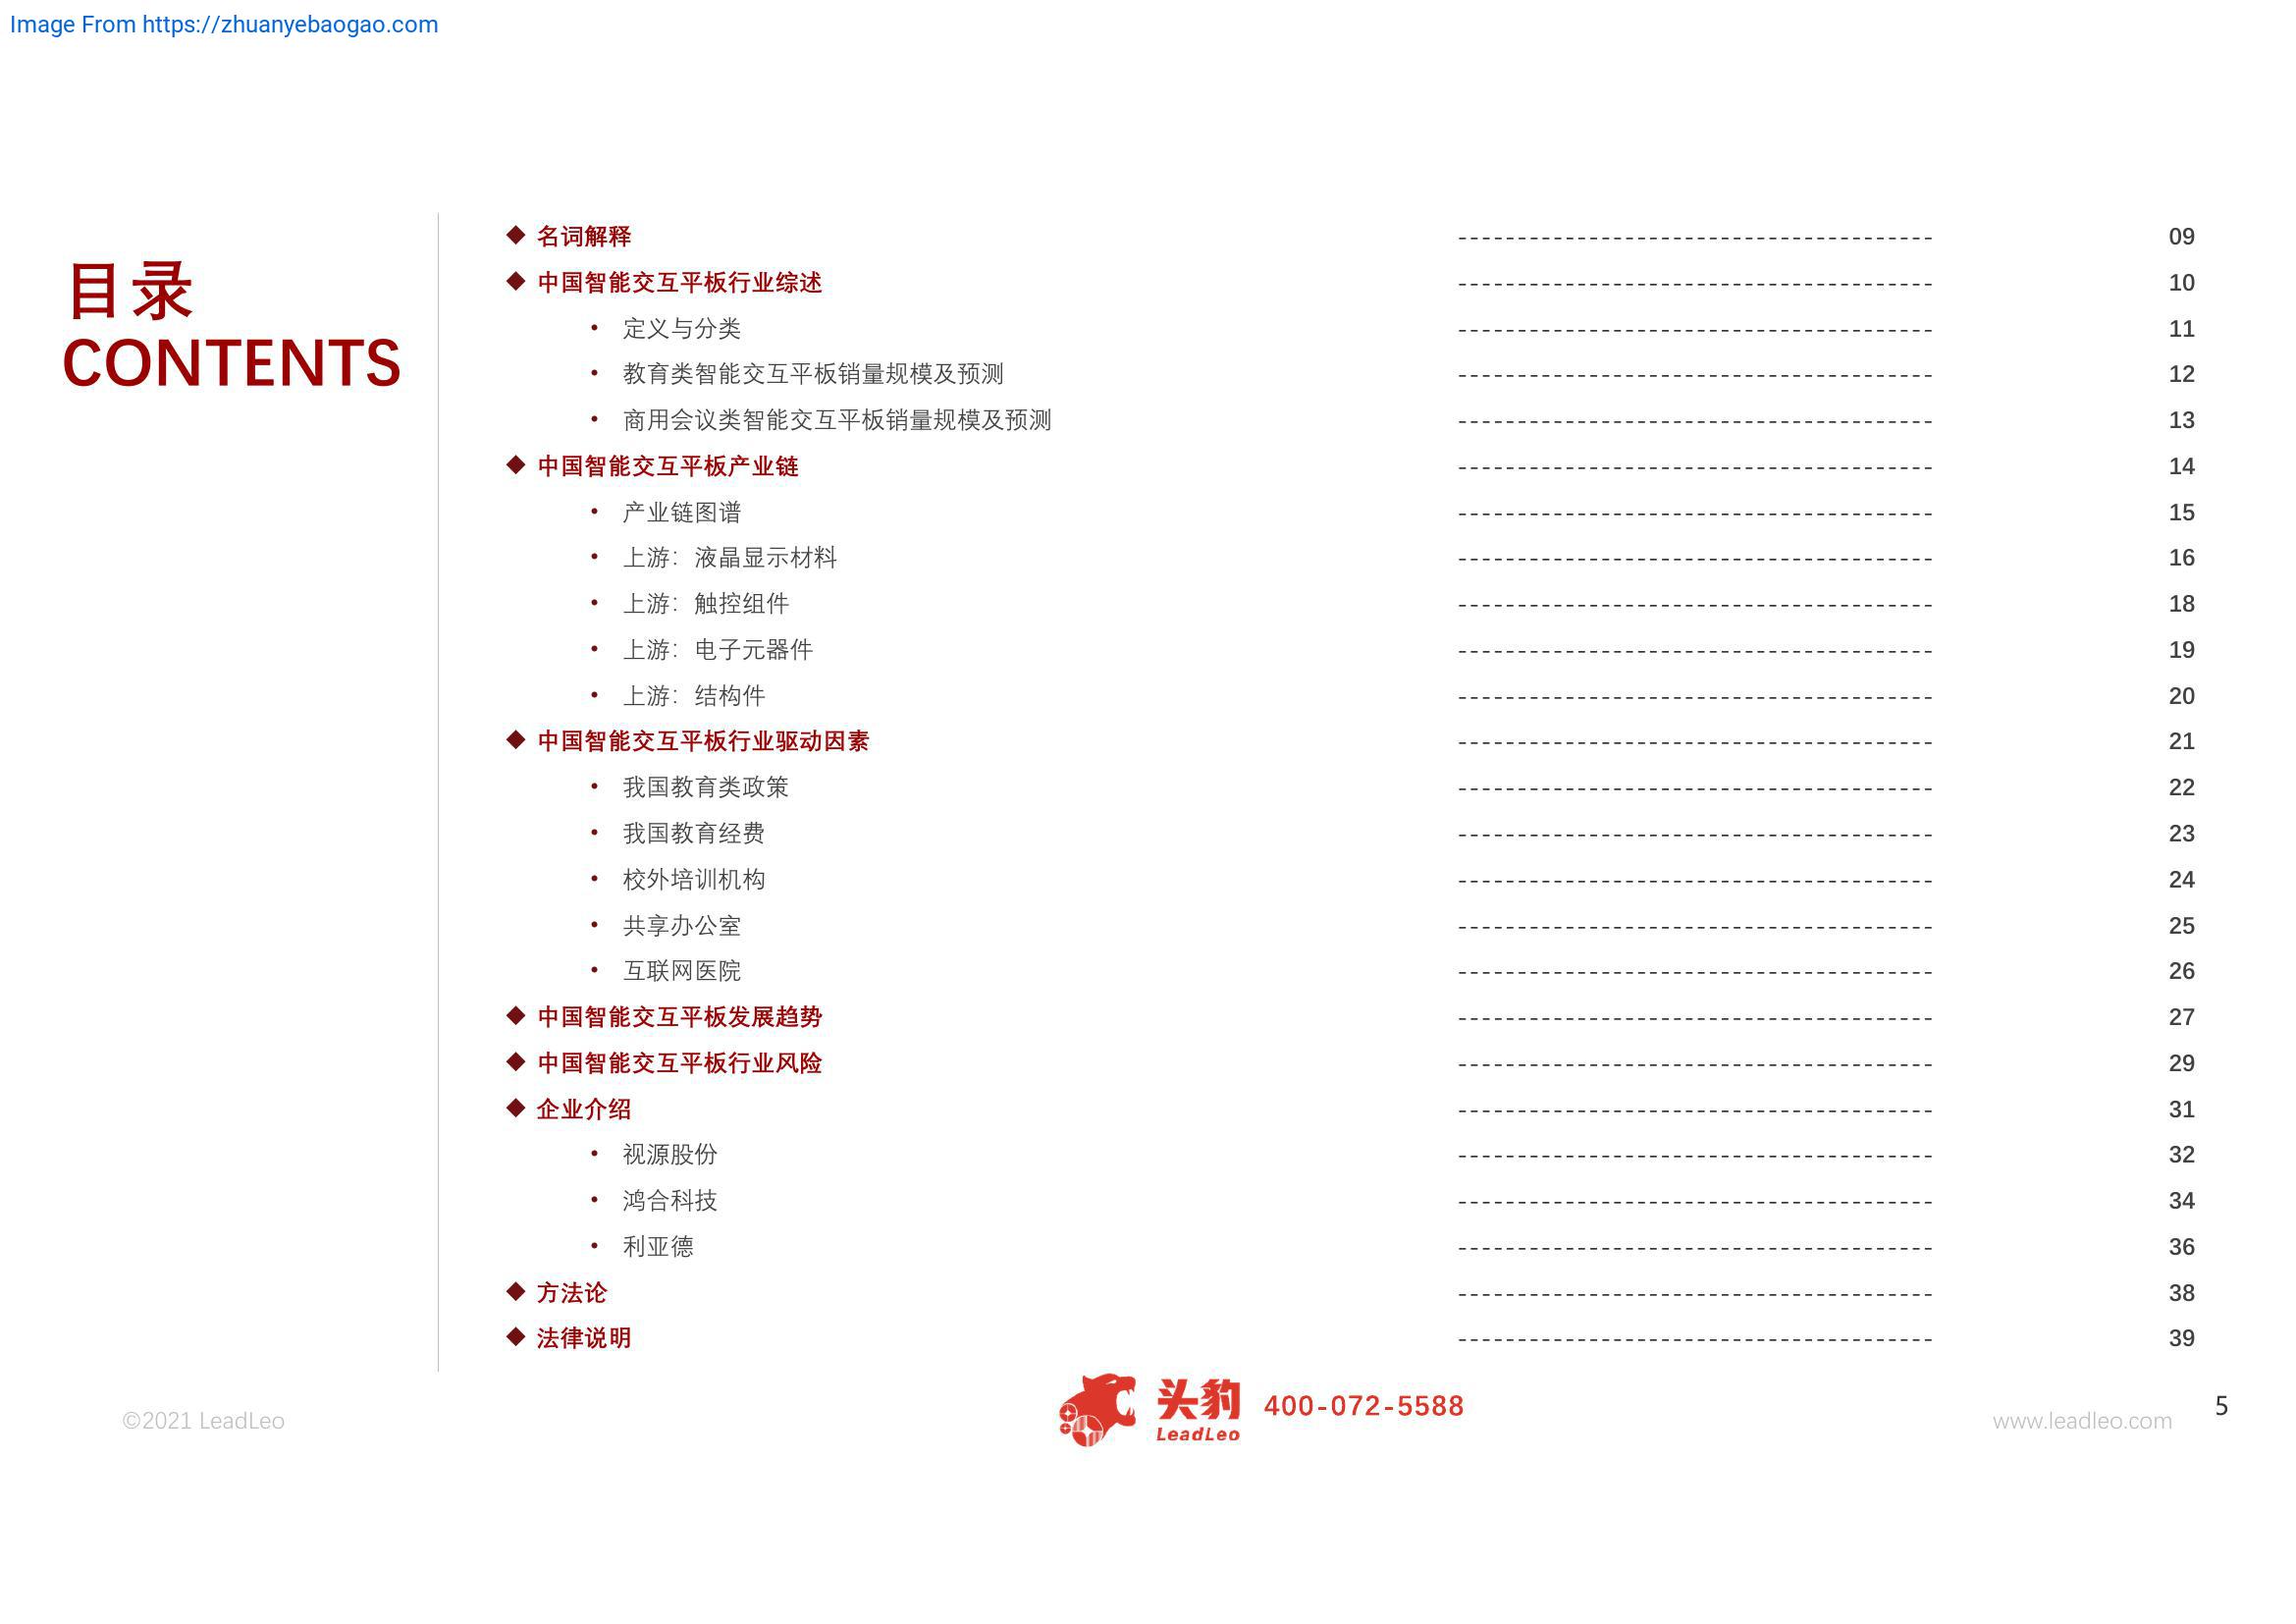 Image From https://zhuanyebaogao.com
目录
CONTENTS
◆ 名词解释 ---------------------------------------- 09
◆ 中国智能交互平板行业综述 ---------------------------------------- 10
• 定义与分类 ---------------------------------------- 11
• 教育类智能交互平板销量规模及预测 ---------------------------------------- 12
• 商用会议类智能交互平板销量规模及预测 ---------------------------------------- 13
◆ 中国智能交互平板产业链 ---------------------------------------- 14
• 产业链图谱 ---------------------------------------- 15
• 上游：液晶显示材料 ---------------------------------------- 16
• 上游：触控组件 ---------------------------------------- 18
• 上游：电子元器件 ---------------------------------------- 19
• 上游：结构件 ---------------------------------------- 20
◆ 中国智能交互平板行业驱动因素 ---------------------------------------- 21
• 我国教育类政策 ---------------------------------------- 22
• 我国教育经费 ---------------------------------------- 23
• 校外培训机构 ---------------------------------------- 24
• 共享办公室 ---------------------------------------- 25
• 互联网医院 ---------------------------------------- 26
◆ 中国智能交互平板发展趋势 ---------------------------------------- 27
◆ 中国智能交互平板行业风险 ---------------------------------------- 29
◆ 企业介绍 ---------------------------------------- 31
• 视源股份 ---------------------------------------- 32
• 鸿合科技 ---------------------------------------- 34
• 利亚德 ---------------------------------------- 36
◆ 方法论 ---------------------------------------- 38
◆ 法律说明 ---------------------------------------- 39
©2021 LeadLeo
头豹
LeadLeo
400-072-5588
www.leadleo.com
5